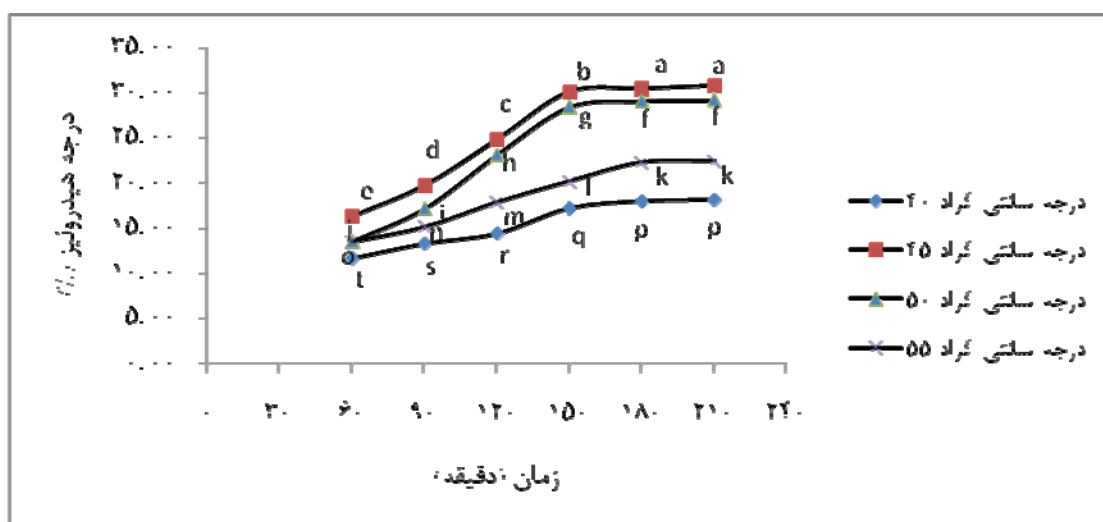 ۳۵.۰۰
۳۰.۰۰
۲۵.۰۰
۲۰.۰۰
۱۵.۰۰
۱۰.۰۰
۵.۰۰
۰.۰۰
درجه هیدرولیز (%)
b a a
c g f f
d h
e i l k k
j n m
o s r q p p
t
۰ ۳۰ ۶۰ ۹۰ ۱۲۰ ۱۵۰ ۱۸۰ ۲۱۰ ۲۴۰
زمان (دقیقه)
۴۰ درجه سانتی گراد
۴۵ درجه سانتی گراد
۵۰ درجه سانتی گراد
۵۵ درجه سانتی گراد